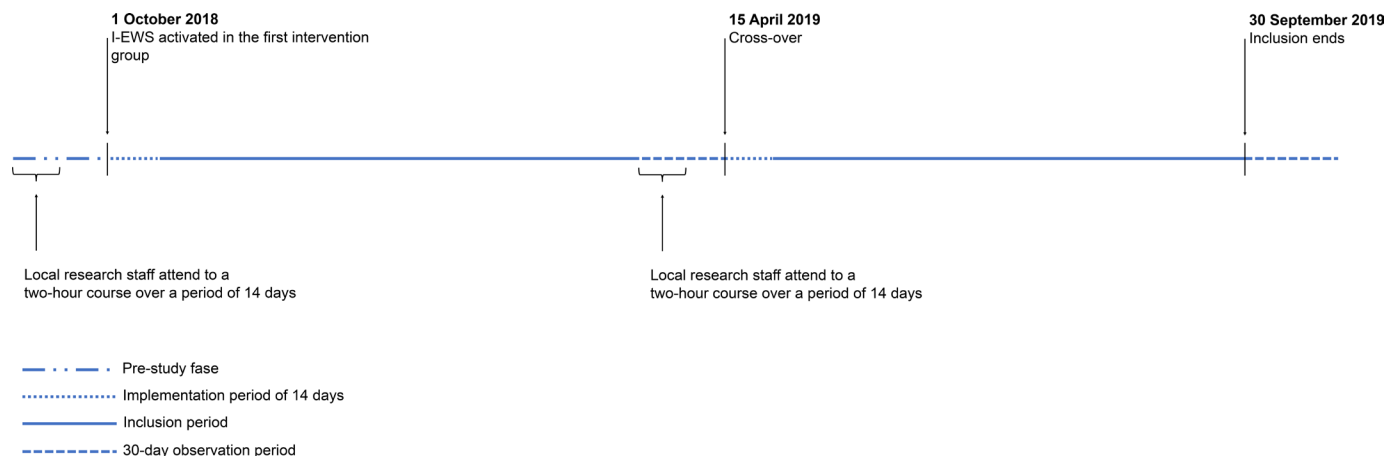 1 October 2018
I-EWS activated in the first intervention
group
15 April 2019
Cross-over
30 September 2019
Inclusion ends
Local research staff attend to a
two-hour course over a period of 14 days
Local research staff attend to a
two-hour course over a period of 14 days
Pre-study fase
Implementation period of 14 days
Inclusion period
30-day observation period